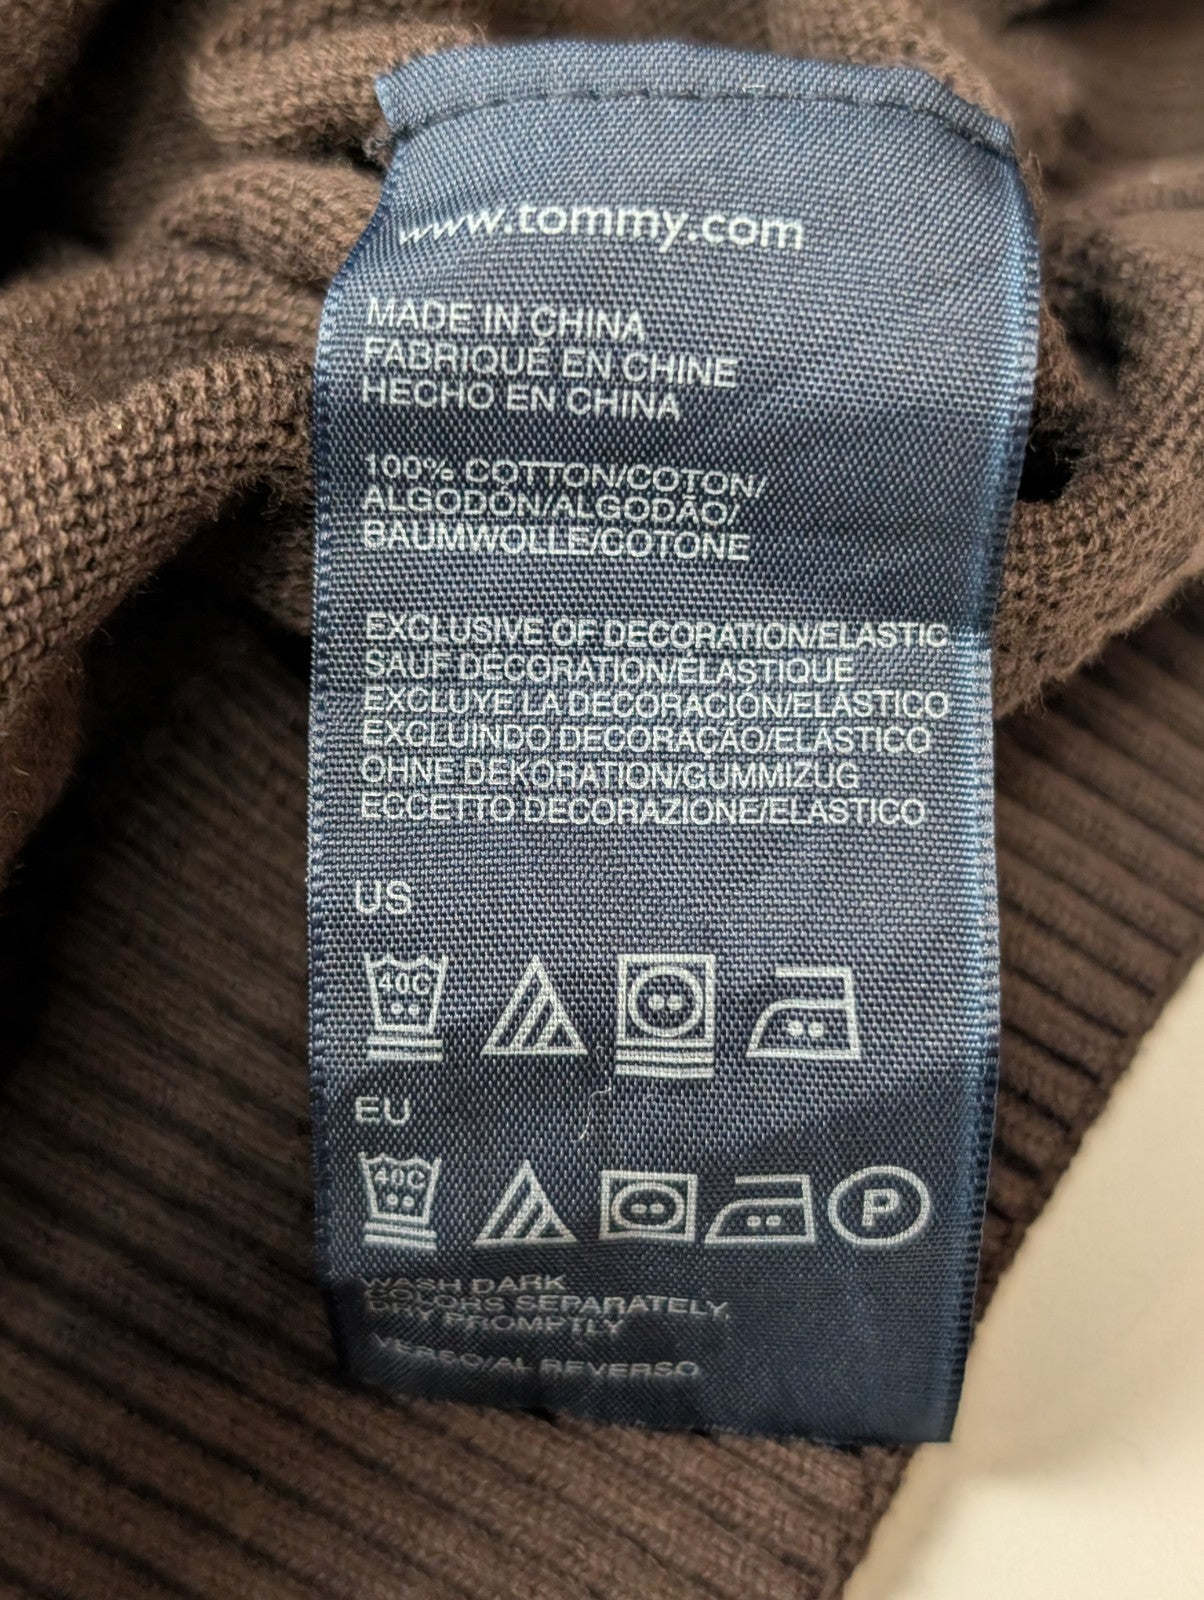 www.tommy.com
MADE IN CHINA
FABRIQUÉ EN CHINE
HECHO EN CHINA
100% COTTON/COTON/
ALGODÓN/ALGODÃO/
BAUMWOLLE/COTONE
EXCLUSIVE OF DECORATION/ELASTIC
SAUF DÉCORATION/ÉLASTIQUE
EXCLUYE LA DECORACIÓN/ELÁSTICO
EXCLUINDO DECORAÇÃO/ELÁSTICO
OHNE DEKORATION/GUMMIZUG
ECCETTO DECORAZIONE/ELASTICO
US
40C
EU
40C P
WASH DARK
COLORS SEPARATELY,
DRY PROMPTLY
VERSO/AL REVERSO